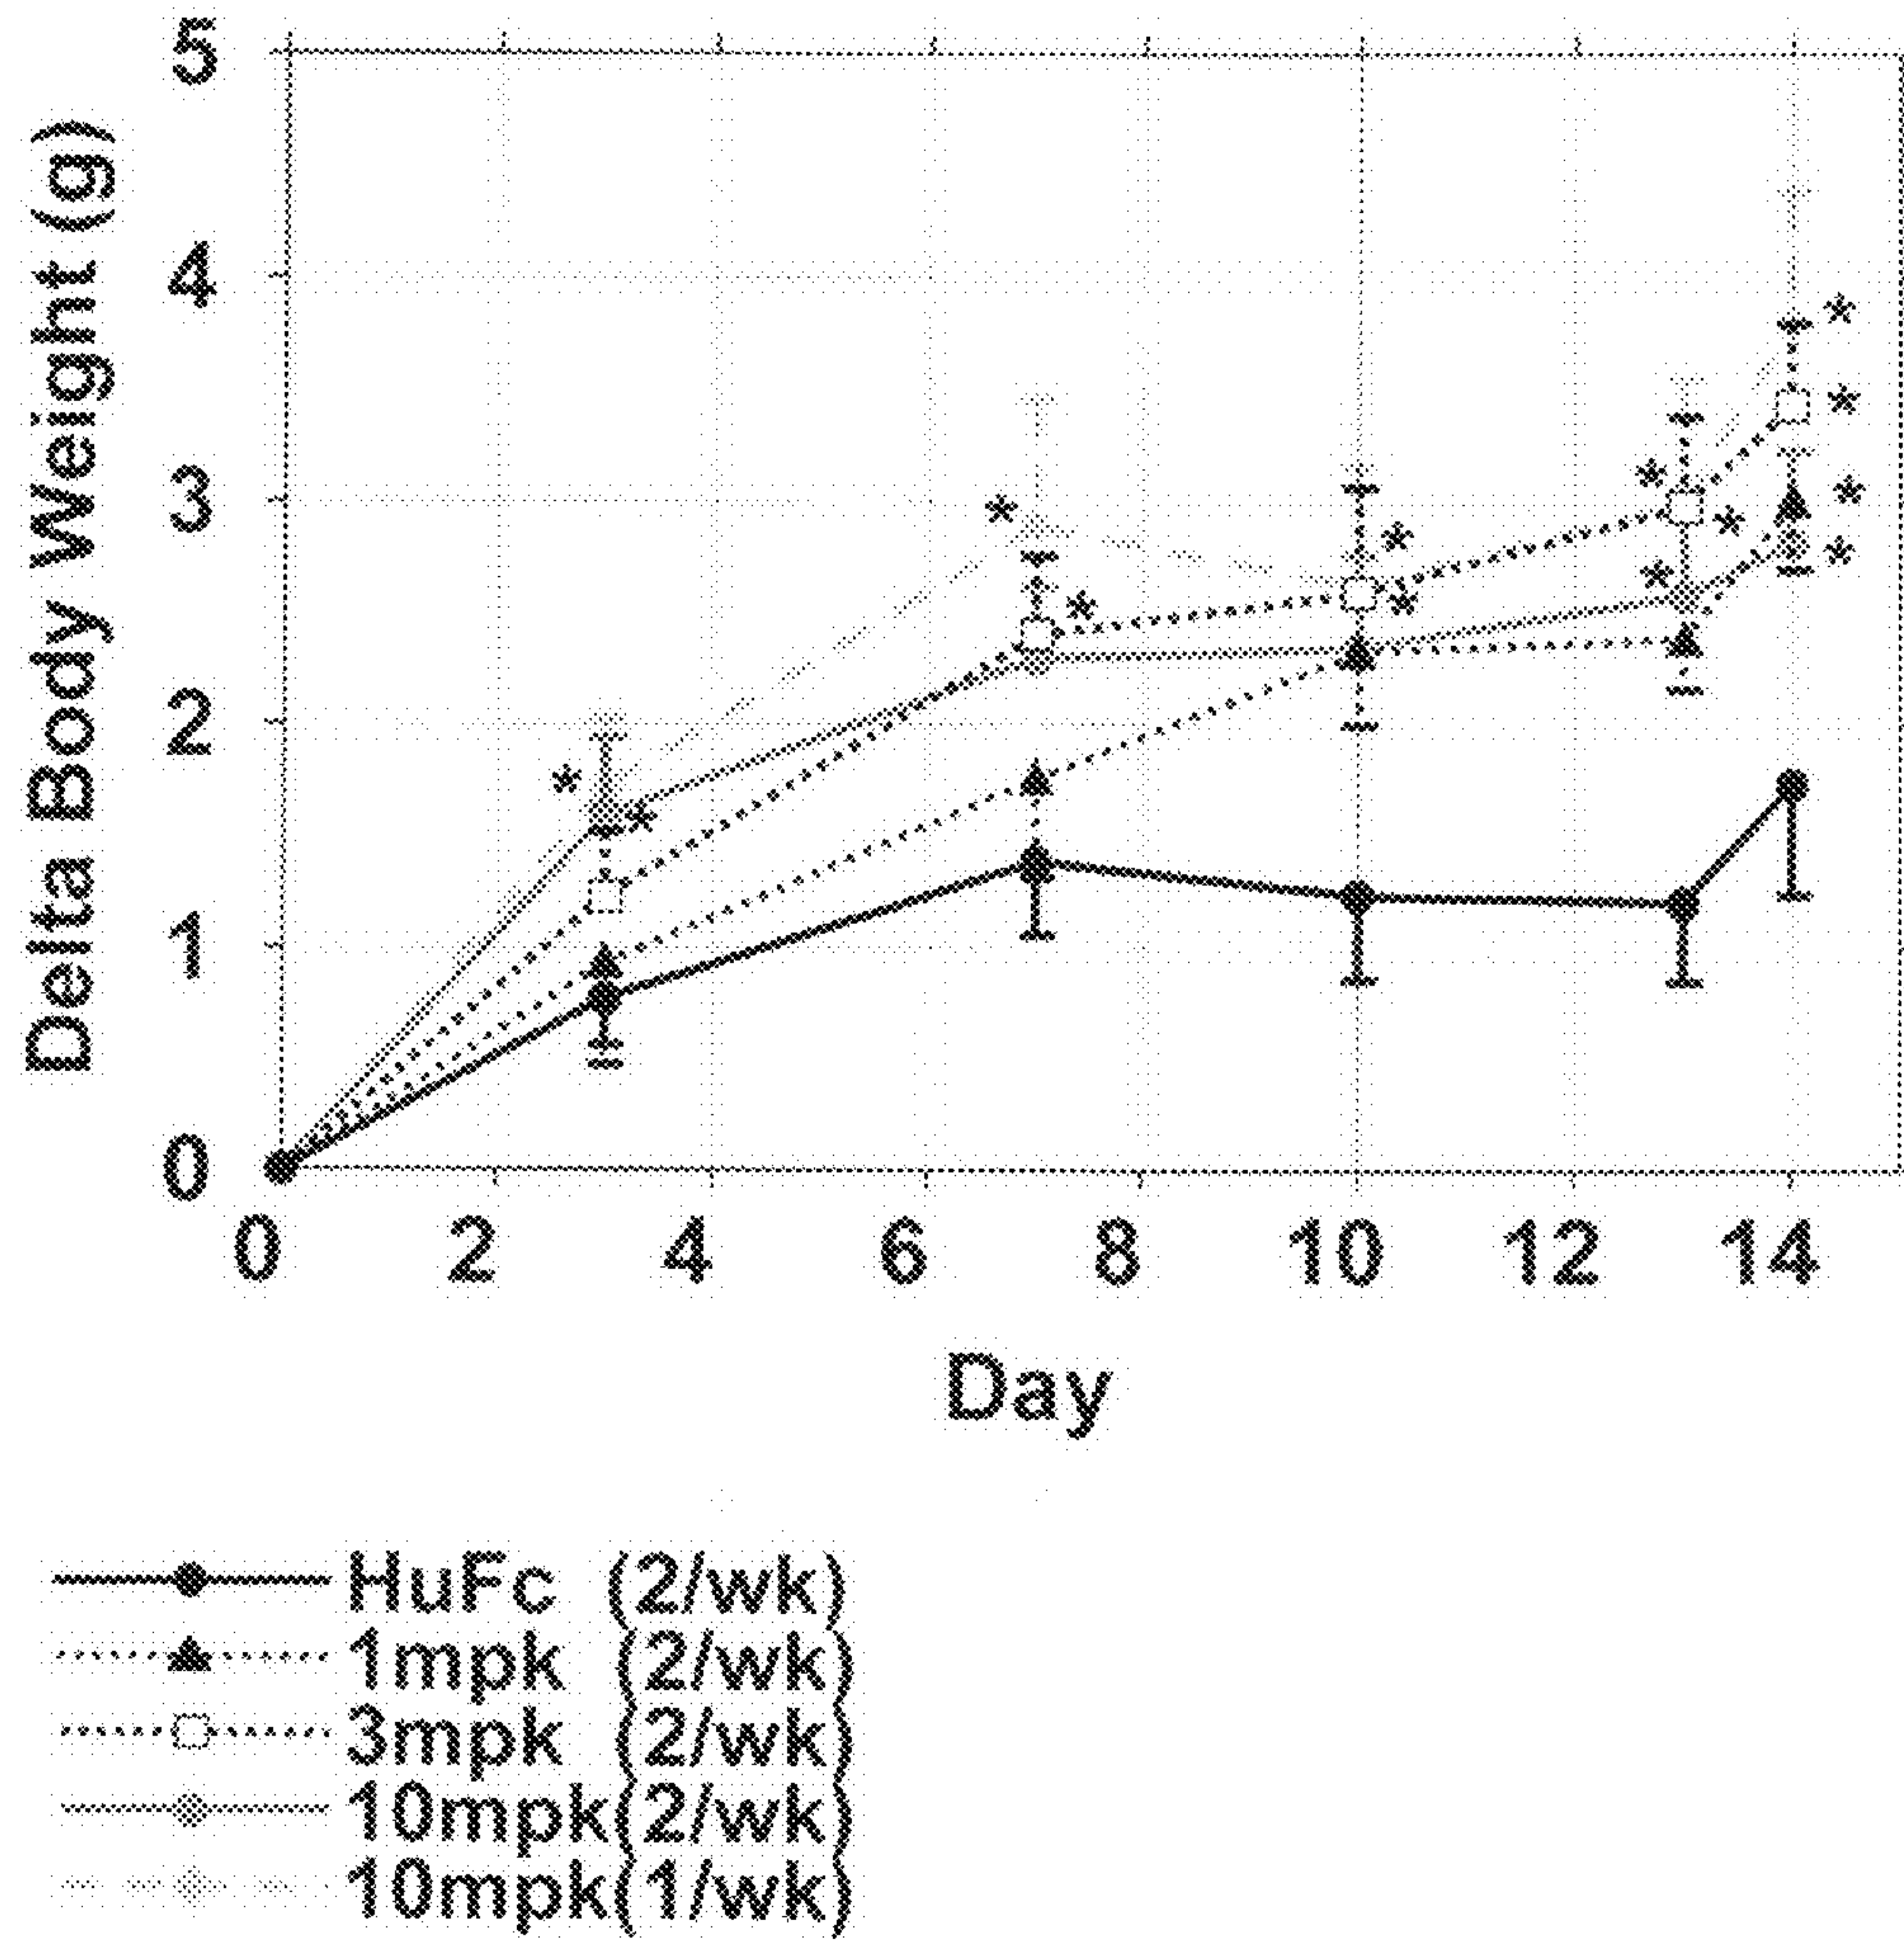 Delta Body Weight (g)
5
4
3
2
1
0
*
*
*
*
*
*
*
*
*
*
*
*
*
0 2 4 6 8 10 12 14
Day
HuFc (2/wk)
1mpk (2/wk)
3mpk (2/wk)
10mpk(2/wk)
10mpk(1/wk)